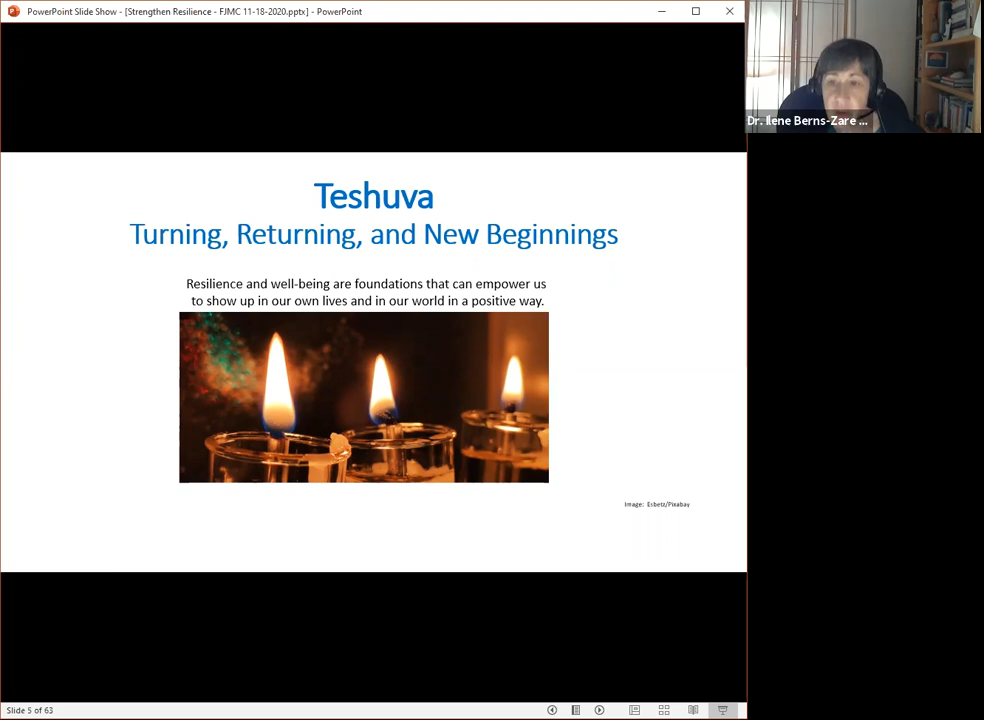 PowerPoint Slide Show - [Strengthen Resilience - FJMC 11-18-2020.pptx] - PowerPoint
Dr. Ilene Berns-Zare ...
Teshuva
Turning, Returning, and New Beginnings
Resilience and well-being are foundations that can empower us
to show up in our own lives and in our world in a positive way.
Image: Esbetz/Pixabay
Slide 5 of 63